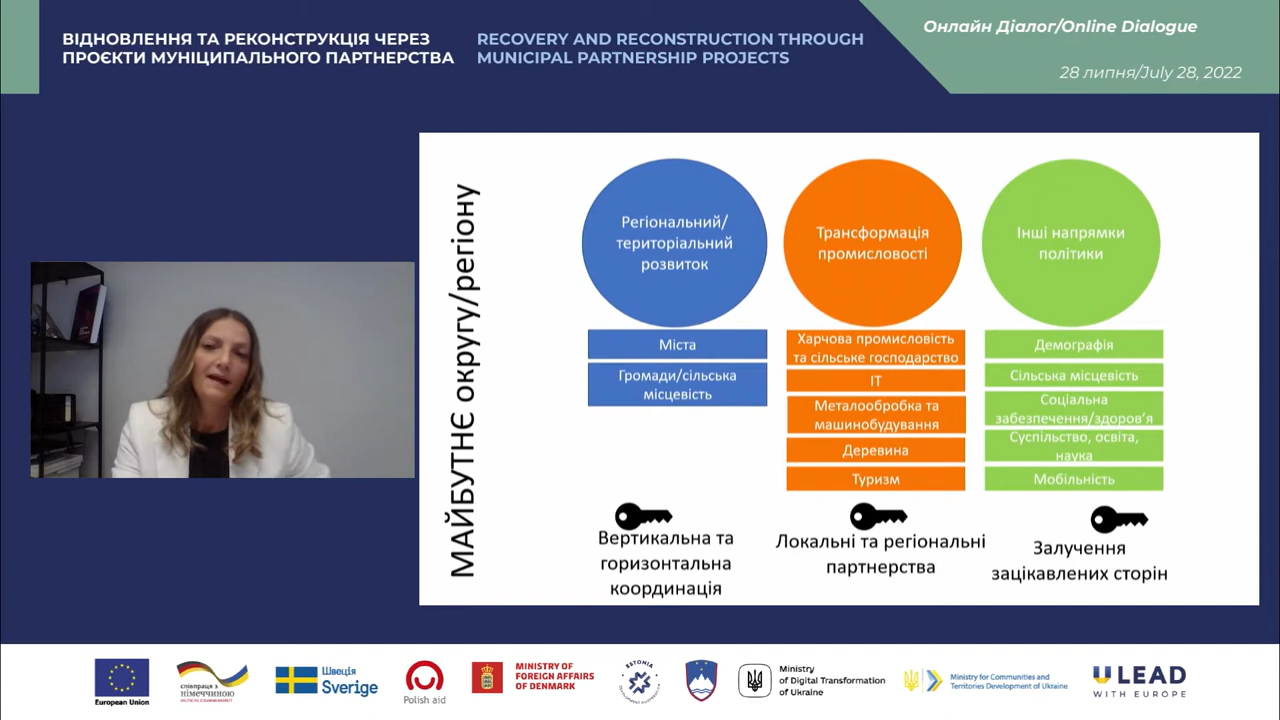 ВІДНОВЛЕННЯ ТА РЕКОНСТРУКЦІЯ ЧЕРЕЗ
ПРОЄКТИ МУНІЦИПАЛЬНОГО ПАРТНЕРСТВА
RECOVERY AND RECONSTRUCTION THROUGH
MUNICIPAL PARTNERSHIP PROJECTS
Онлайн Діалог/Online Dialogue
28 липня/July 28, 2022
МАЙБУТНЄ округу/регіону
Регіональний/
територіальний
розвиток
Міста
Громади/сільська
місцевість
Вертикальна та
горизонтальна
координація
Трансформація
промисловості
Харчова промисловість
та сільське господарство
ІТ
Металообробка та
машинобудування
Деревина
Туризм
Локальні та регіональні
партнерства
Інші напрямки
політики
Демографія
Сільська місцевість
Соціальна
забезпечення/здоров’я
Суспільство, освіта,
наука
Мобільність
Залучення
зацікавлених сторін
European Union
співпраця з
НІМЕЧЧИНОЮ
Швеція
Sverige
Polish aid
MINISTRY OF
FOREIGN AFFAIRS
OF DENMARK
ESTONIA
Ministry
of Digital Transformation
of Ukraine
Ministry for Communities and
Territories Development of Ukraine
U LEAD
WITH EUROPE